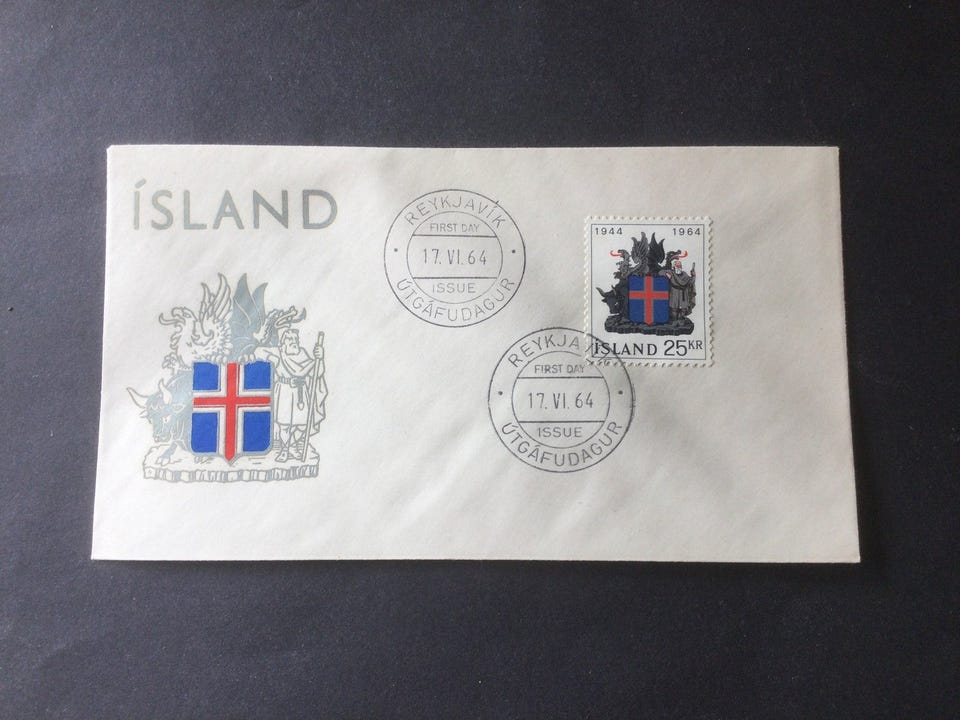 ÍSLAND
REYKJAVÍK
FIRST DAY
17. VI. 64
ISSUE
ÚTGÁFUDAGUR
1944 1964
ÍSLAND 25 KR
REYKJA
FIRST DAY
17. VI. 64
ISSUE
ÚTGÁFUDAGUR